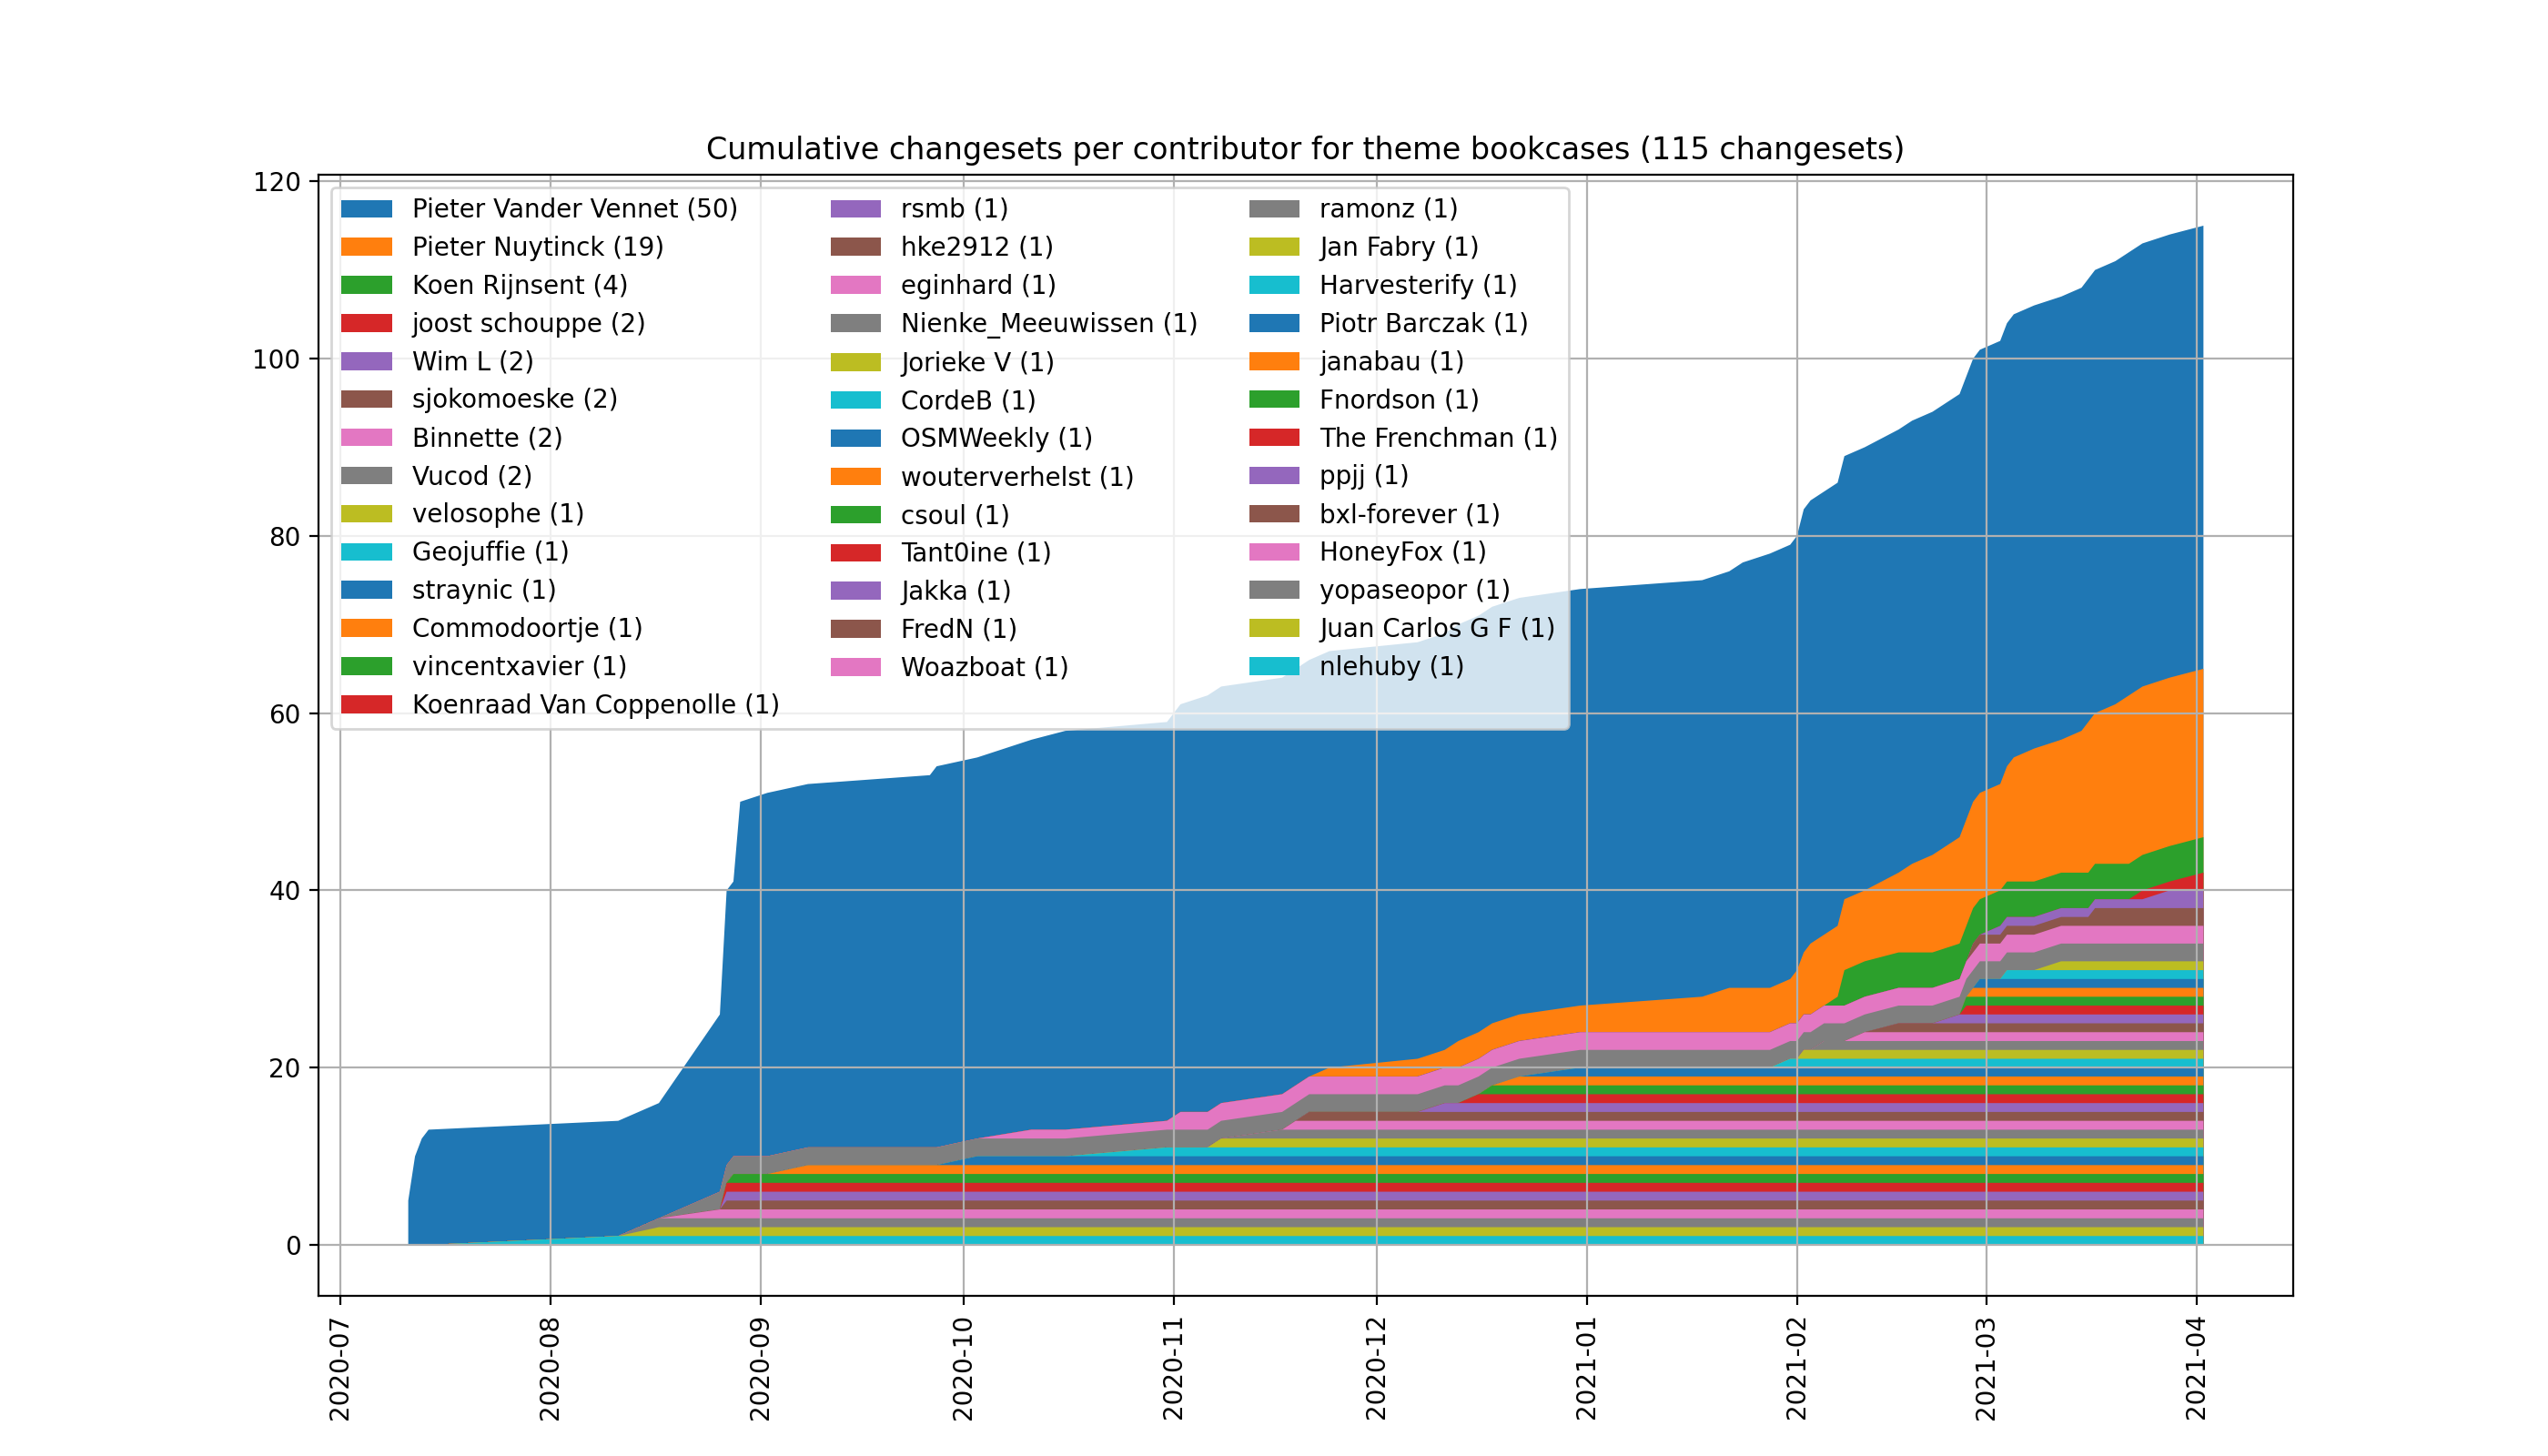 Cumulative changesets per contributor for theme bookcases (115 changesets)
120
100
80
60
40
20
0
Pieter Vander Vennet (50)
Pieter Nuytinck (19)
Koen Rijnsent (4)
joost schouppe (2)
Wim L (2)
sjokomoeske (2)
Binnette (2)
Vucod (2)
velosophe (1)
Geojuffie (1)
straynic (1)
Commodoortje (1)
vincentxavier (1)
Koenraad Van Coppenolle (1)
rsmb (1)
hke2912 (1)
eginhard (1)
Nienke_Meeuwissen (1)
Jorieke V (1)
CordeB (1)
OSMWeekly (1)
wouterverhelst (1)
csoul (1)
Tant0ine (1)
Jakka (1)
FredN (1)
Woazboat (1)
ramonz (1)
Jan Fabry (1)
Harvesterify (1)
Piotr Barczak (1)
janabau (1)
Fnordson (1)
The Frenchman (1)
ppjj (1)
bxl-forever (1)
HoneyFox (1)
yopaseopor (1)
Juan Carlos G F (1)
nlehuby (1)
2020-07
2020-08
2020-09
2020-10
2020-11
2020-12
2021-01
2021-02
2021-03
2021-04